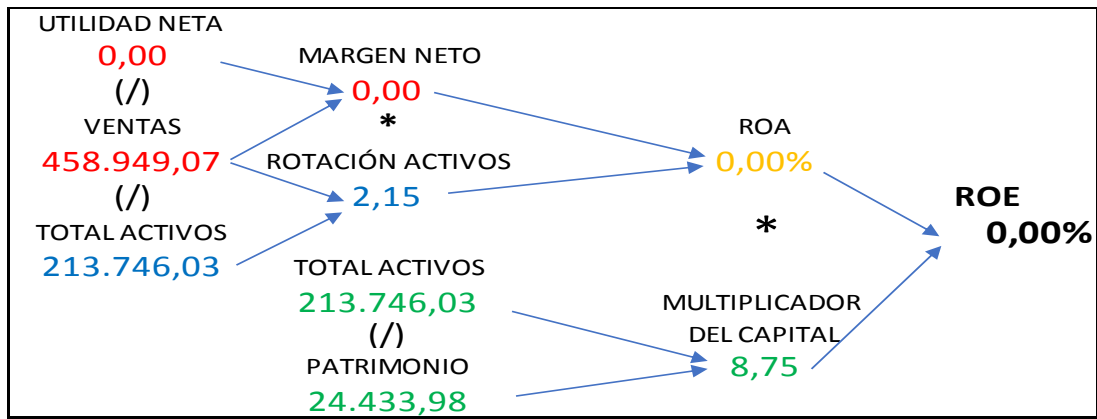 UTILIDAD NETA
0,00
(/)
VENTAS
458.949,07
(/)
TOTAL ACTIVOS
213.746,03
MARGEN NETO
0,00
*
ROTACIÓN ACTIVOS
2,15
TOTAL ACTIVOS
213.746,03
(/)
PATRIMONIO
24.433,98
ROA
0,00%
*
MULTIPLICADOR
DEL CAPITAL
8,75
ROE
0,00%